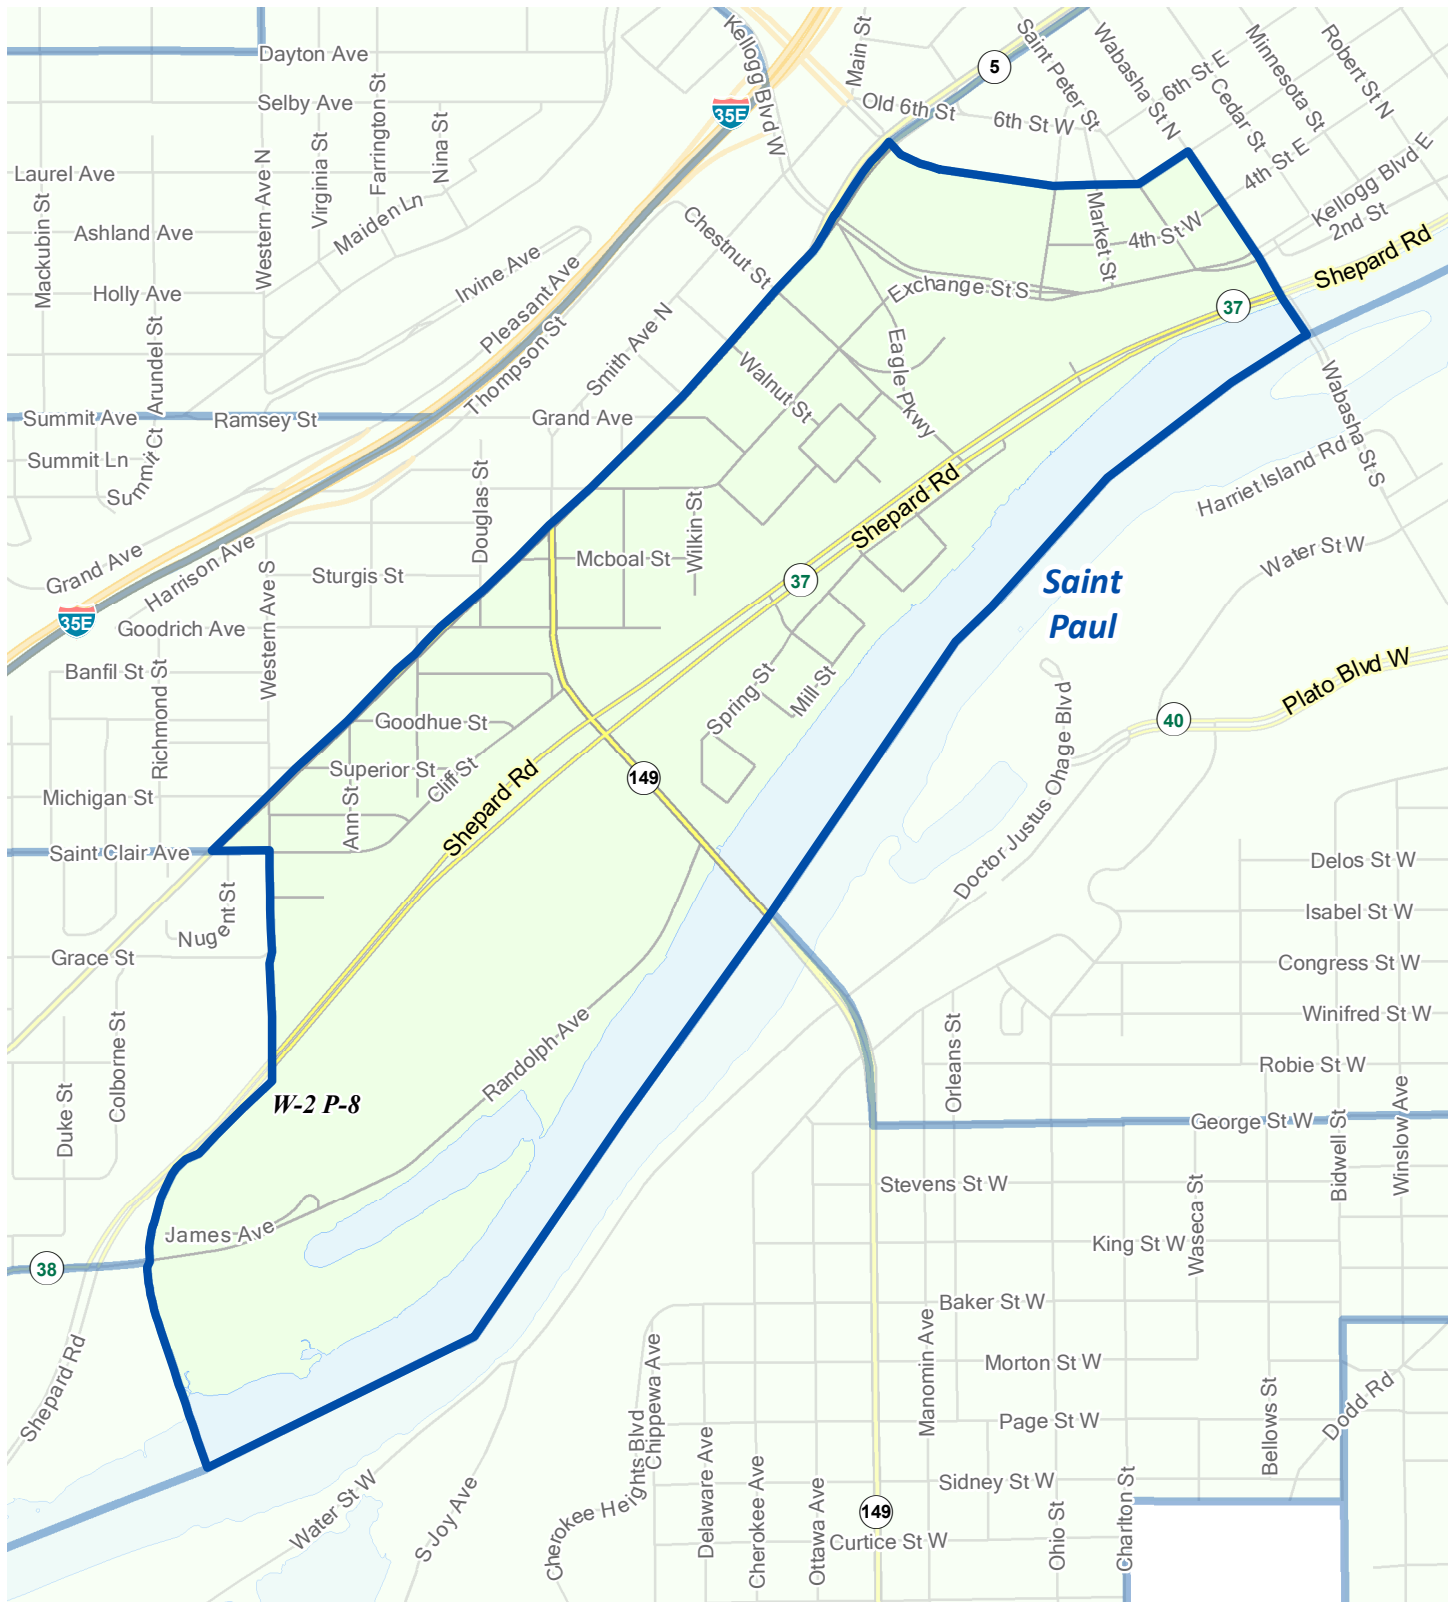 Dayton Ave
Selby Ave
Laurel Ave
Ashland Ave
Holly Ave
Mackubin St
Arundel St
Western Ave N
Virginia St
Farrington St
Nina St
Maiden Ln
Irvine Ave
Pleasant Ave
Thompson St
Summit Ave
Ramsey St
Summit Ln
Summit Ct
Grand Ave
Harrison Ave
35E
35E
Kellogg Blvd W
Main St
5
Old 6th St
6th St W
Saint Peter St
Wabasha St N
6th St E
Cedar St
Minnesota St
Robert St N
4th St E
Kellogg Blvd E
2nd St
Shepard Rd
37
Market St
4th St W
Exchange St S
Chestnut St
Smith Ave N
Walnut St
Eagle Pkwy
Grand Ave
Douglas St
Wilkin St
Mcboal St
Shepard Rd
37
Sturgis St
Goodrich Ave
Western Ave S
Banfil St
Richmond St
Michigan St
Saint Clair Ave
Goodhue St
Superior St
Cliff St
Ann St
Shepard Rd
149
Spring St
Mill St
Saint
Paul
Wabasha St S
Harriet Island Rd
Water St W
Plato Blvd W
40
Doctor Justus Ohage Blvd
Nugent St
Grace St
Colborne St
Duke St
W-2 P-8
Randolph Ave
James Ave
38
Shepard Rd
Delos St W
Isabel St W
Congress St W
Winifred St W
Robie St W
George St W
Orleans St
Bidwell St
Winslow Ave
Stevens St W
Waseca St
King St W
Baker St W
Manomin Ave
Morton St W
Page St W
Bellows St
Dodd Rd
Sidney St W
149
Curtice St W
Ohio St
Charlton St
Chippewa Ave
Cherokee Heights Blvd
Delaware Ave
Cherokee Ave
Ottawa Ave
Water St W
S Joy Ave